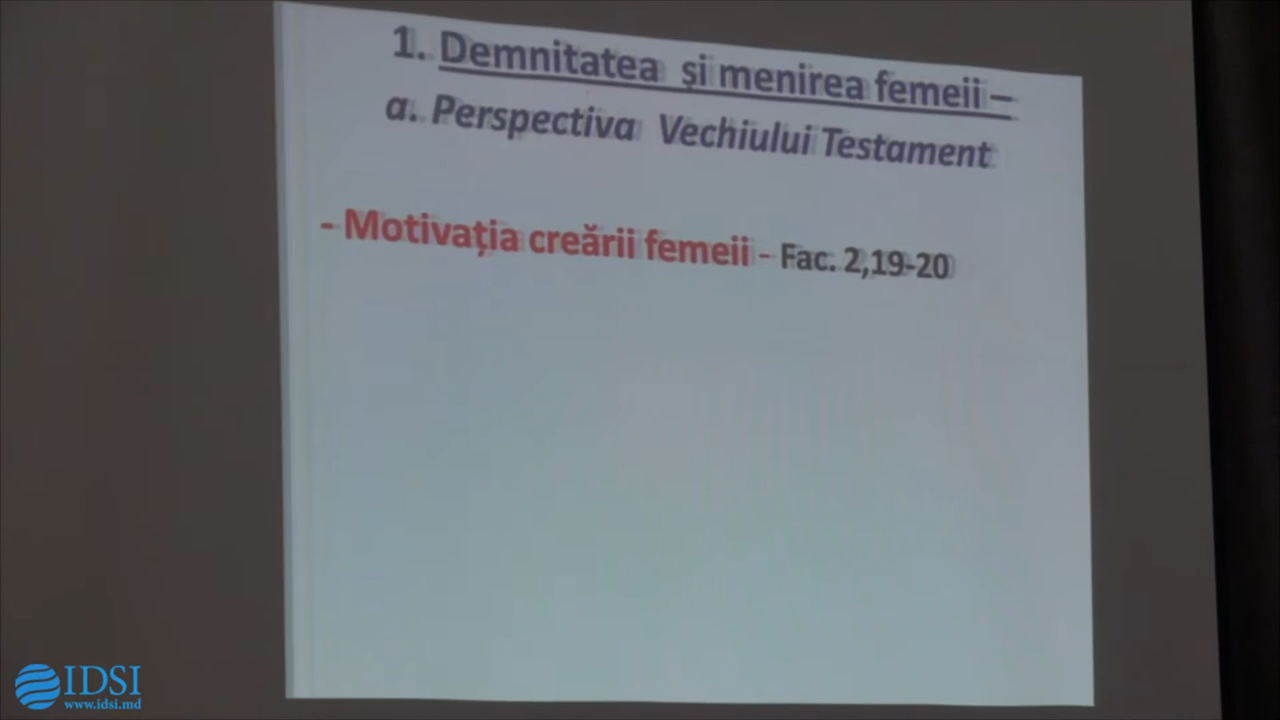 1. Demnitatea și menirea femeii –
a. Perspectiva Vechiului Testament
- Motivația creării femeii - Fac. 2,19-20
IDSI
www.idsi.md